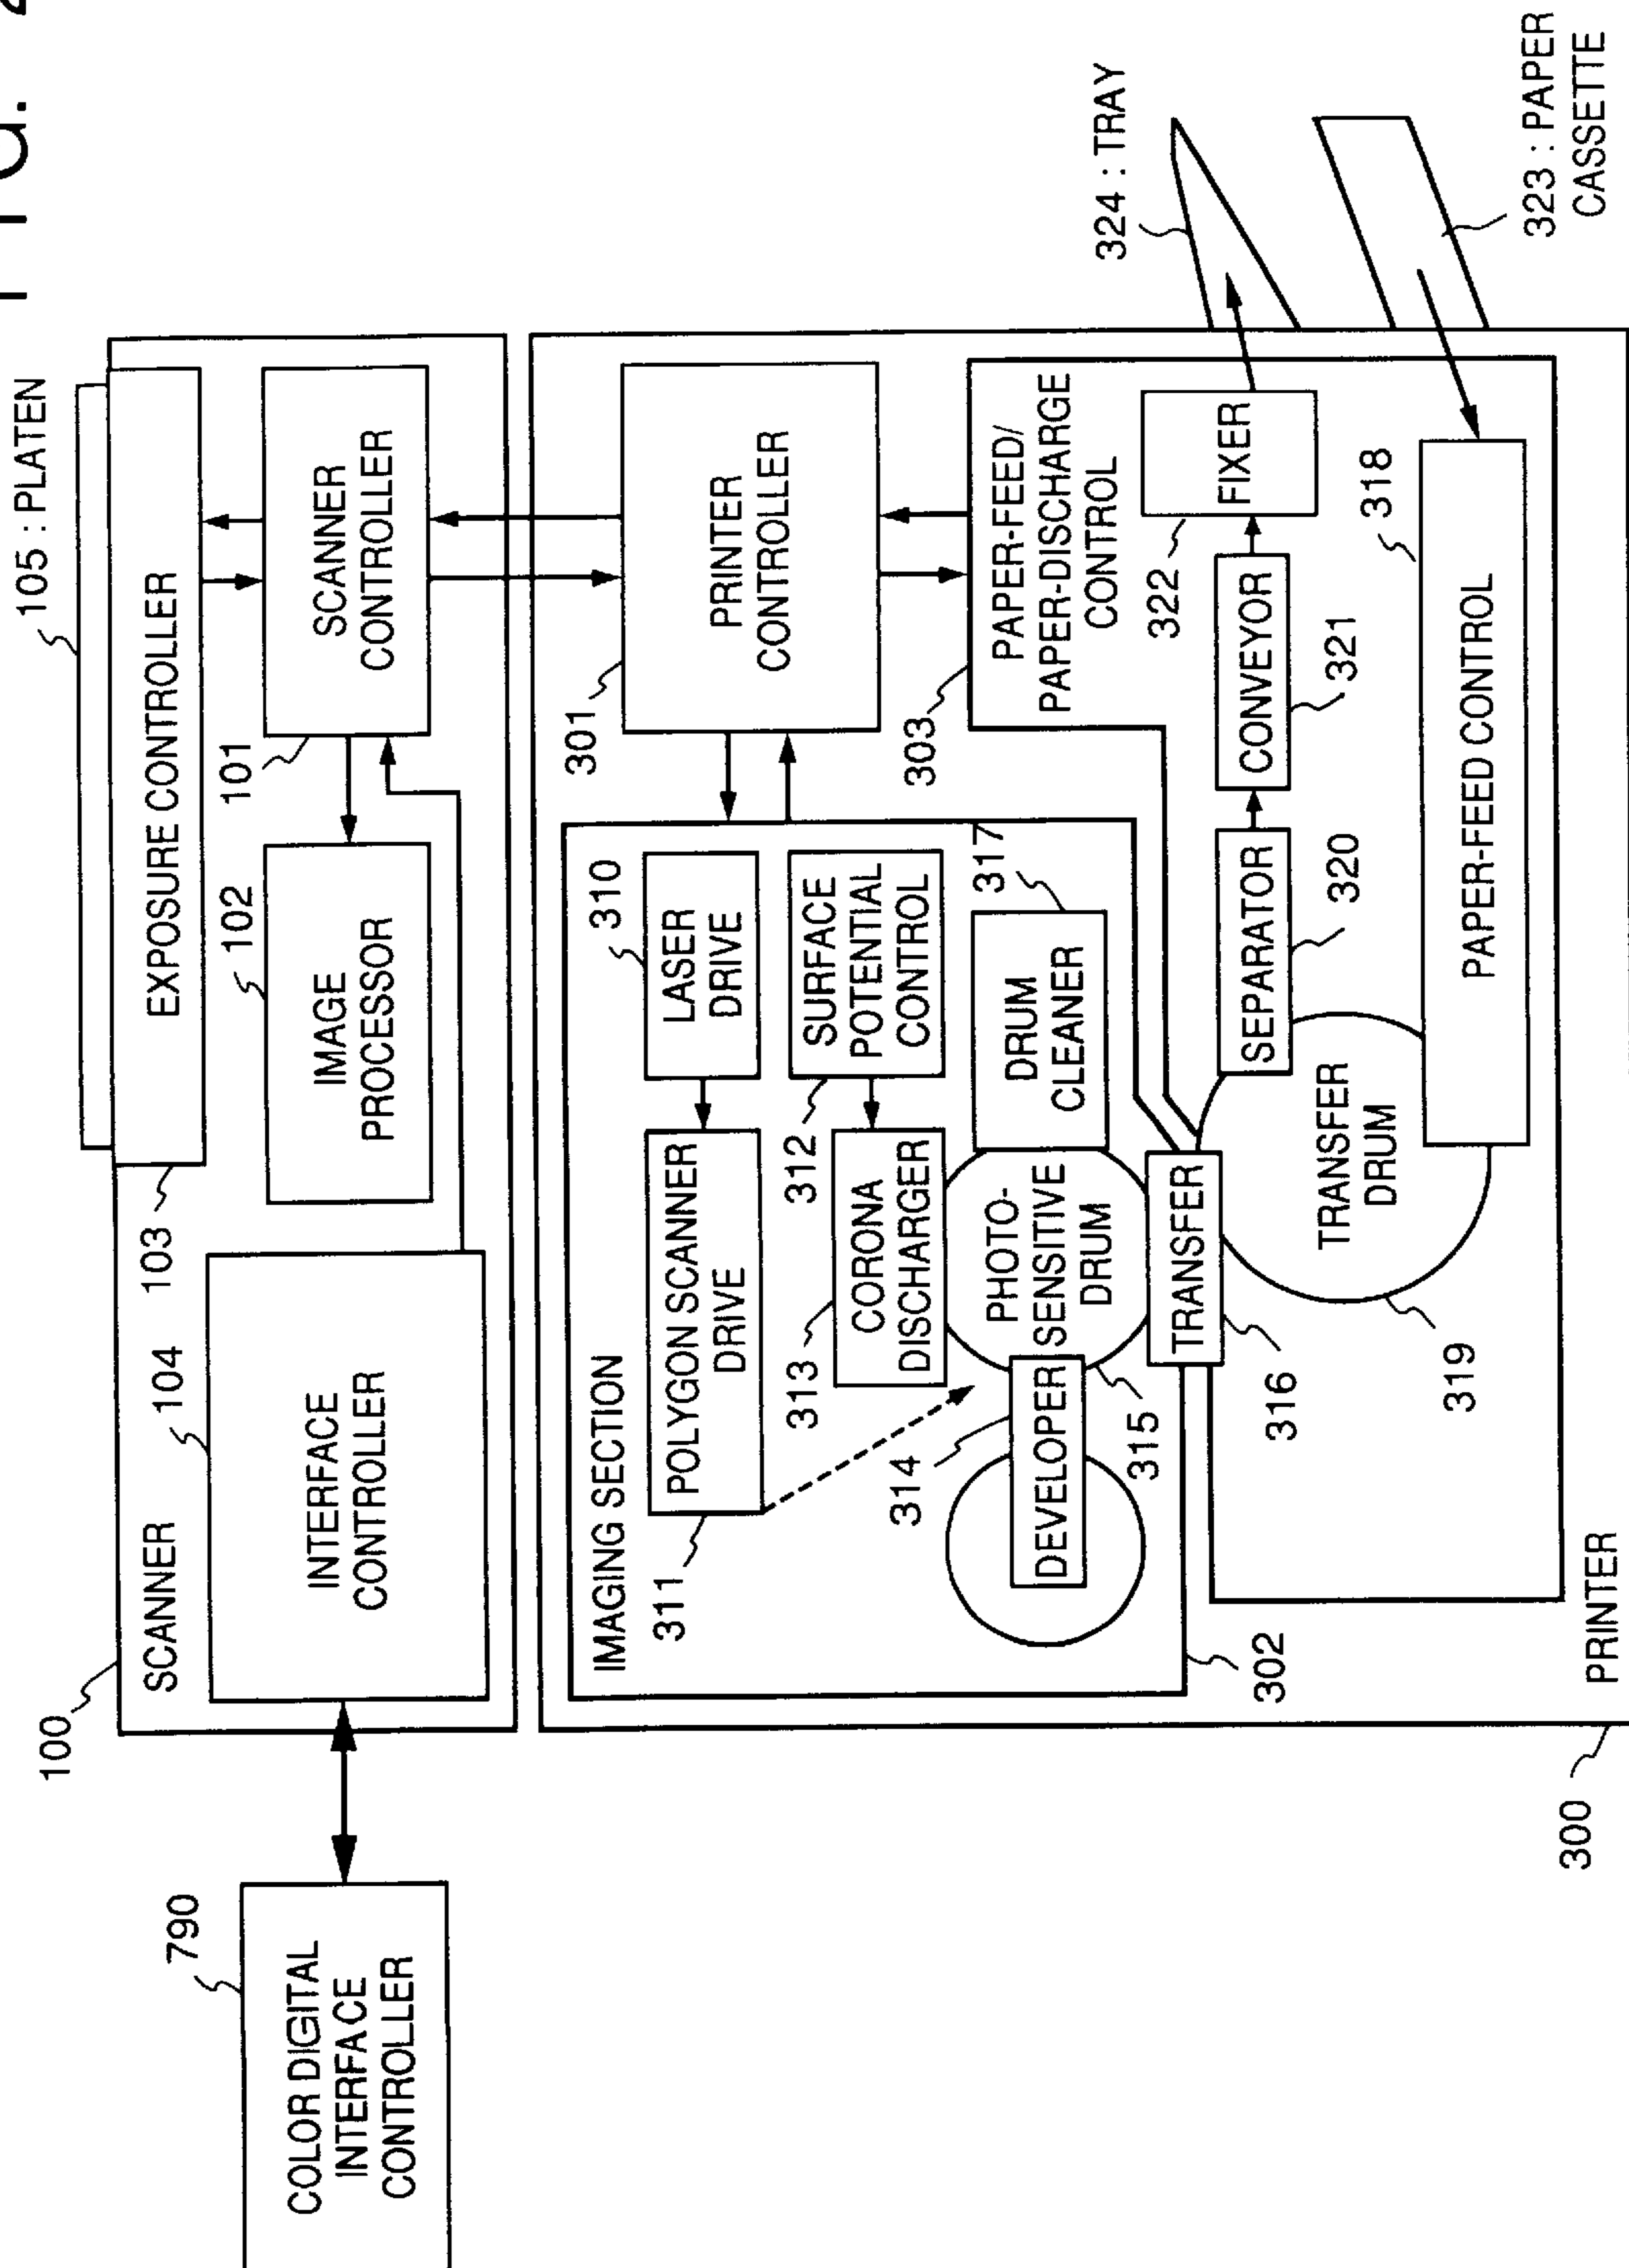 FIG. 2
105 : PLATEN
100
SCANNER
103
EXPOSURE CONTROLLER
790
COLOR DIGITAL
INTERFACE
CONTROLLER
104
INTERFACE
CONTROLLER
102
IMAGE
PROCESSOR
101
SCANNER
CONTROLLER
IMAGING SECTION
311
POLYGON SCANNER
DRIVE
310
LASER
DRIVE
301
PRINTER
CONTROLLER
313
CORONA
DISCHARGER
312
SURFACE
POTENTIAL
CONTROL
314
DEVELOPER
315
PHOTO-
SENSITIVE
DRUM
317
DRUM
CLEANER
303
PAPER-FEED/
PAPER-DISCHARGE
CONTROL
324 : TRAY
302
316
TRANSFER
SEPARATOR
320
CONVEYOR
321
322
FIXER
319
TRANSFER
DRUM
318
PAPER-FEED CONTROL
323 : PAPER
CASSETTE
300
PRINTER